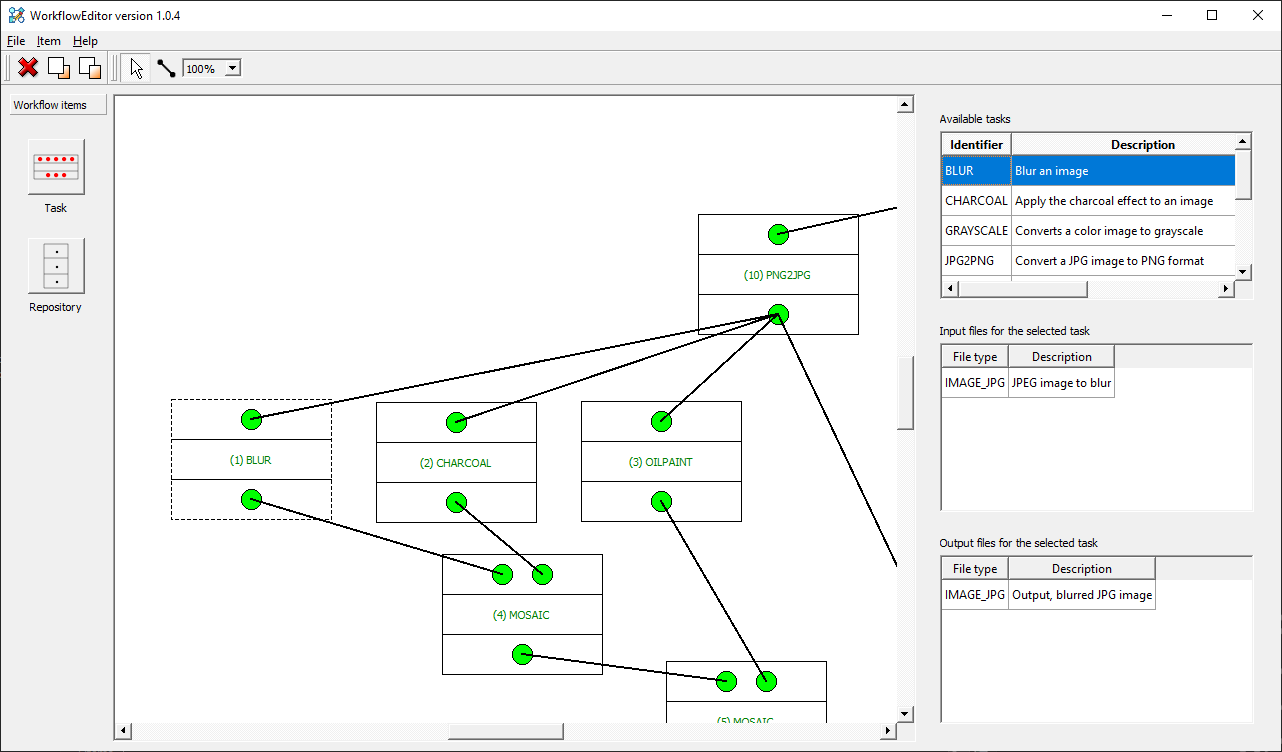 WorkflowEditor version 1.0.4
File Item Help
100%
Workflow items
Task
Repository
(10) PNG2JPG
(1) BLUR
(2) CHARCOAL
(3) OILPAINT
(4) MOSAIC
(5) MOSAIC
Available tasks
Identifier Description
BLUR Blur an image
CHARCOAL Apply the charcoal effect to an image
GRAYSCALE Converts a color image to grayscale
JPG2PNG Convert a JPG image to PNG format
Input files for the selected task
File type Description
IMAGE_JPG JPEG image to blur
Output files for the selected task
File type Description
IMAGE_JPG Output, blurred JPG image